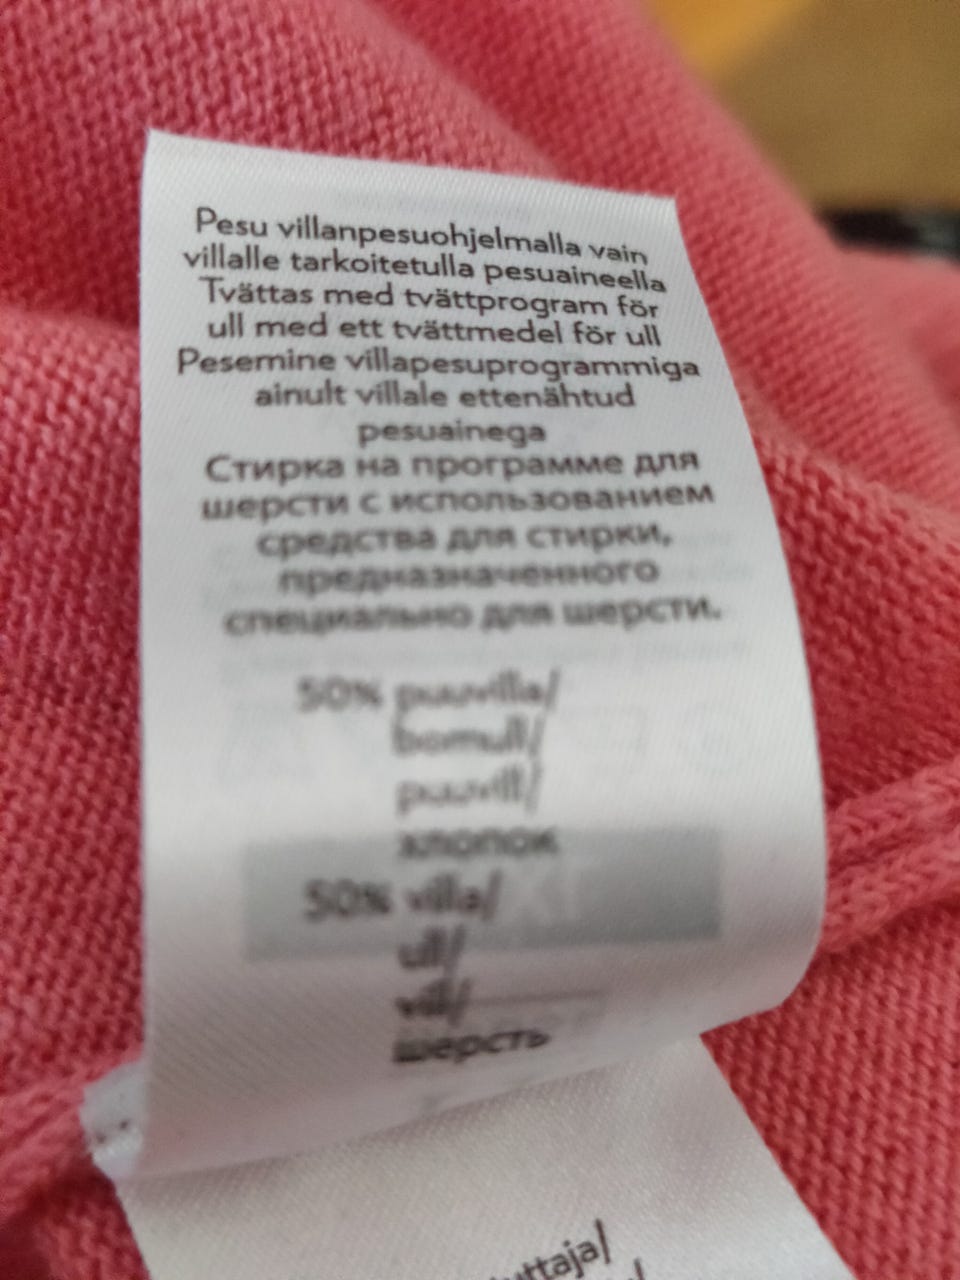 Pesu villanpesuohjelmalla vain
villalle tarkoitetulla pesuaineella
Tvättas med tvättprogram för
ull med ett tvättmedel för ull
Pesemine villapesuprogrammiga
ainult villale ettenähtud
pesuainega
Стирка на программе для
шерсти с использованием
средства для стирки,
предназначенного
специально для шерсти.
50% puuvilla/
bomull/
puuvill/
хлопок
50% villa/
ull/
vill/
шерсть